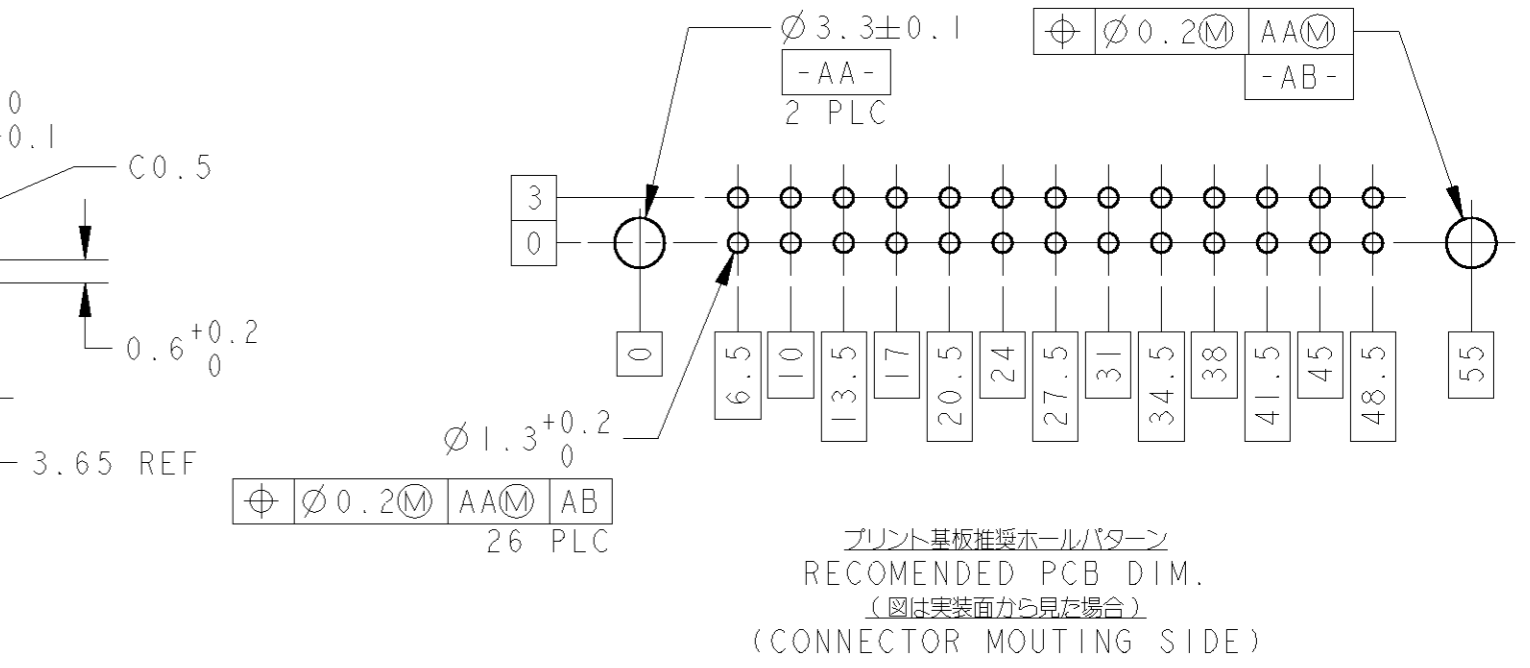 0
0.1
C0.5
0.6 +0.2
0
3.65 REF
Ø3.3±0.1
-AA-
2 PLC
⌖ Ø0.2Ⓜ AAⓂ
-AB-
3
0
0
6.5
10
13.5
17
20.5
24
27.5
31
34.5
38
41.5
45
48.5
55
Ø1.3 +0.2
0
⌖ Ø0.2Ⓜ AAⓂ AB
26 PLC
プリント基板推奨ホールパターン
RECOMENDED PCB DIM.
(図は実装面から見た場合)
(CONNECTOR MOUTING SIDE)